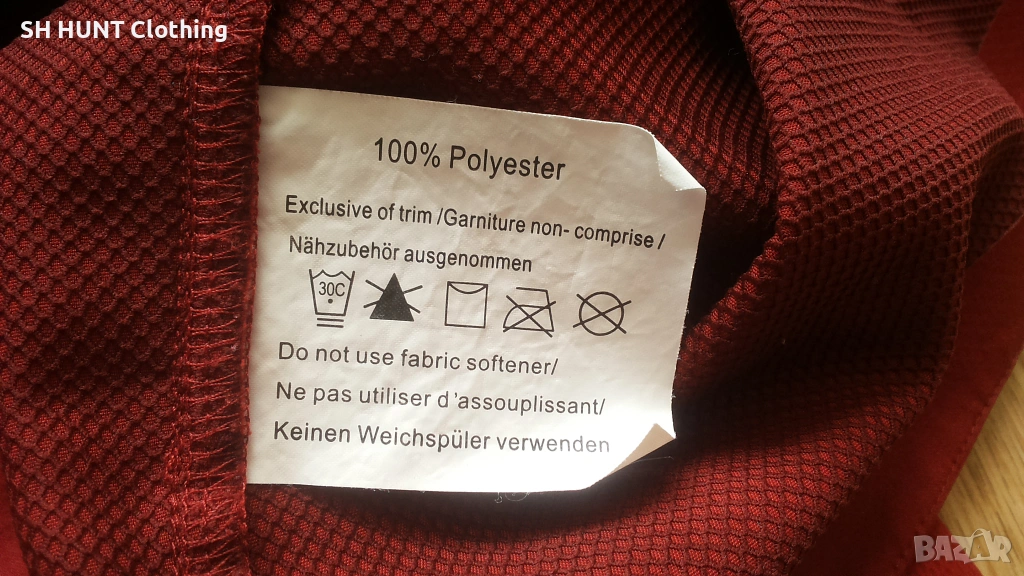 SH HUNT Clothing
100% Polyester
Exclusive of trim /Garniture non- comprise /
Nähzubehör ausgenommen
30C
Do not use fabric softener/
Ne pas utiliser d'assouplissant/
Keinen Weichspüler verwenden
BAZAR